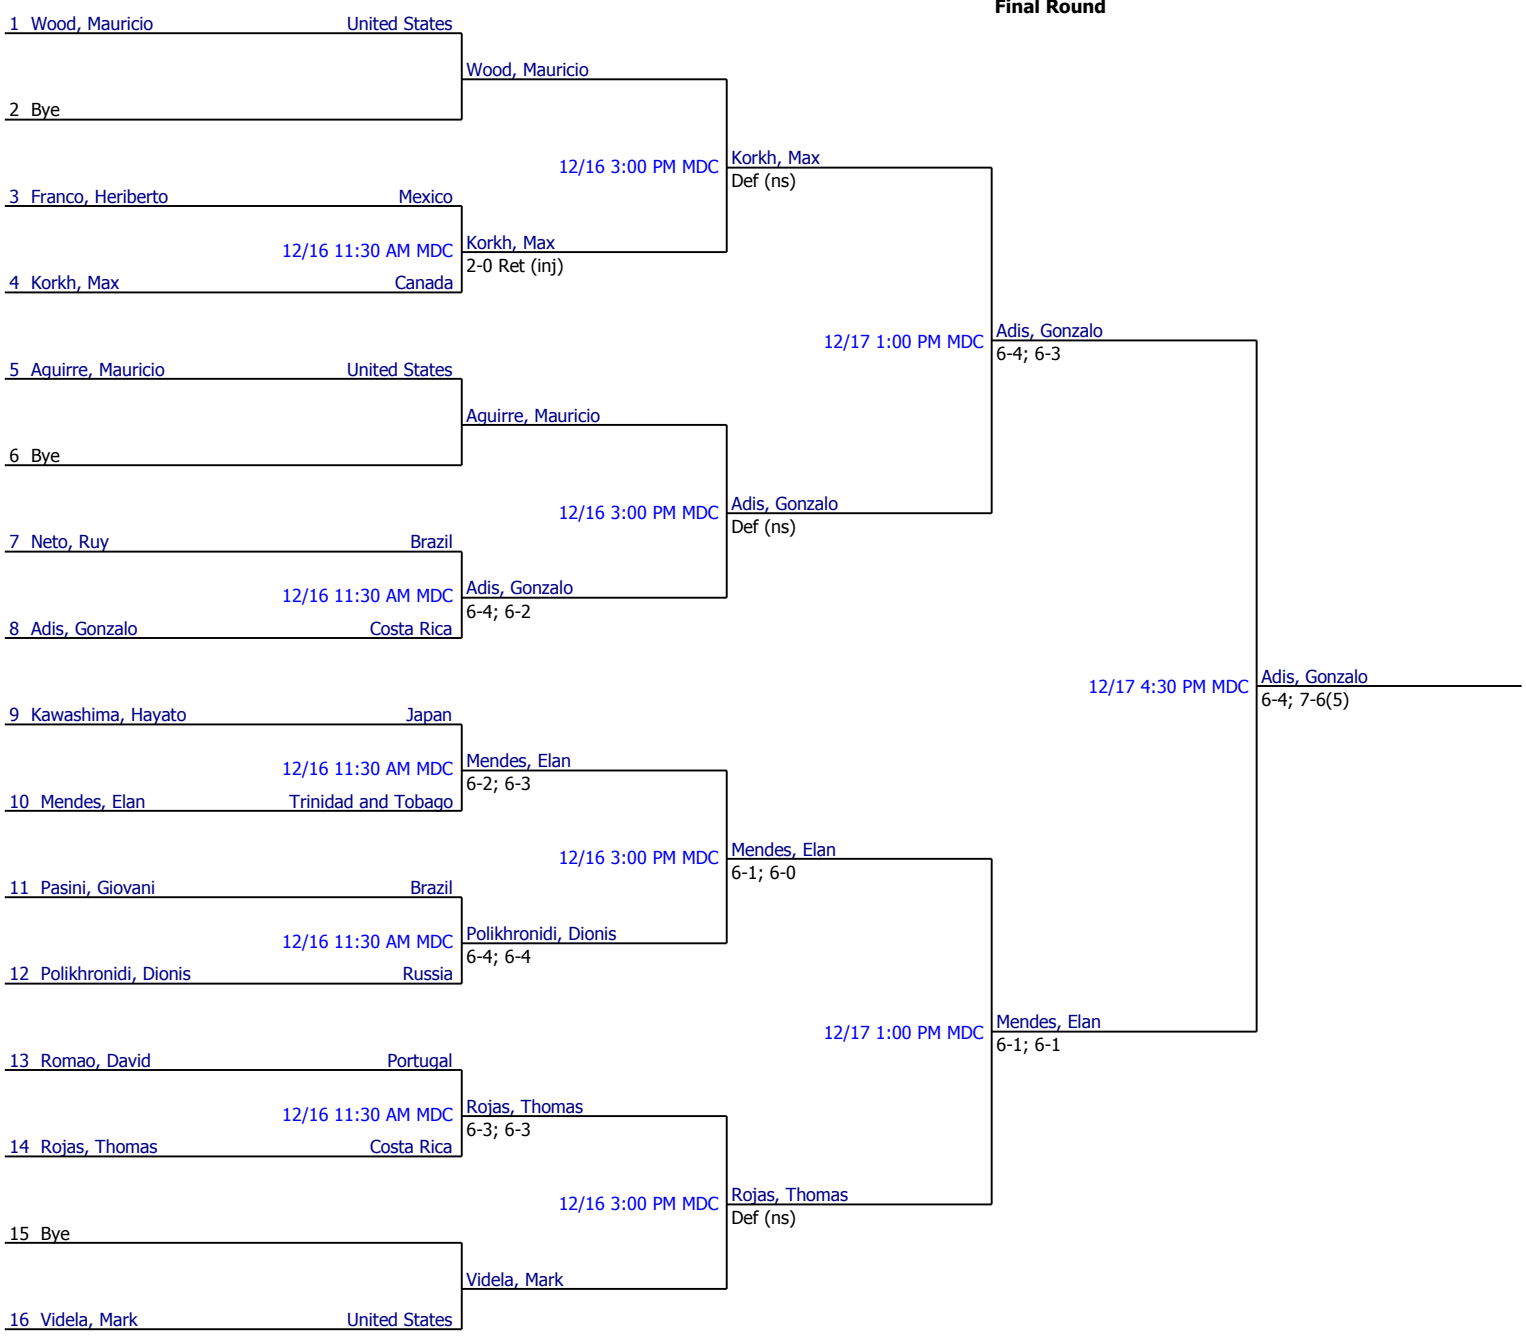 Final Round
1 Wood, Mauricio United States
Wood, Mauricio
2 Bye
12/16 3:00 PM MDC Korkh, Max
Def (ns)
3 Franco, Heriberto Mexico
12/16 11:30 AM MDC Korkh, Max
2-0 Ret (inj)
4 Korkh, Max Canada
12/17 1:00 PM MDC Adis, Gonzalo
6-4; 6-3
5 Aguirre, Mauricio United States
Aguirre, Mauricio
6 Bye
12/16 3:00 PM MDC Adis, Gonzalo
Def (ns)
7 Neto, Ruy Brazil
12/16 11:30 AM MDC Adis, Gonzalo
6-4; 6-2
8 Adis, Gonzalo Costa Rica
12/17 4:30 PM MDC Adis, Gonzalo
6-4; 7-6(5)
9 Kawashima, Hayato Japan
12/16 11:30 AM MDC Mendes, Elan
6-2; 6-3
10 Mendes, Elan Trinidad and Tobago
12/16 3:00 PM MDC Mendes, Elan
6-1; 6-0
11 Pasini, Giovani Brazil
12/16 11:30 AM MDC Polikhronidi, Dionis
6-4; 6-4
12 Polikhronidi, Dionis Russia
12/17 1:00 PM MDC Mendes, Elan
6-1; 6-1
13 Romao, David Portugal
12/16 11:30 AM MDC Rojas, Thomas
6-3; 6-3
14 Rojas, Thomas Costa Rica
12/16 3:00 PM MDC Rojas, Thomas
Def (ns)
15 Bye
Videla, Mark
16 Videla, Mark United States